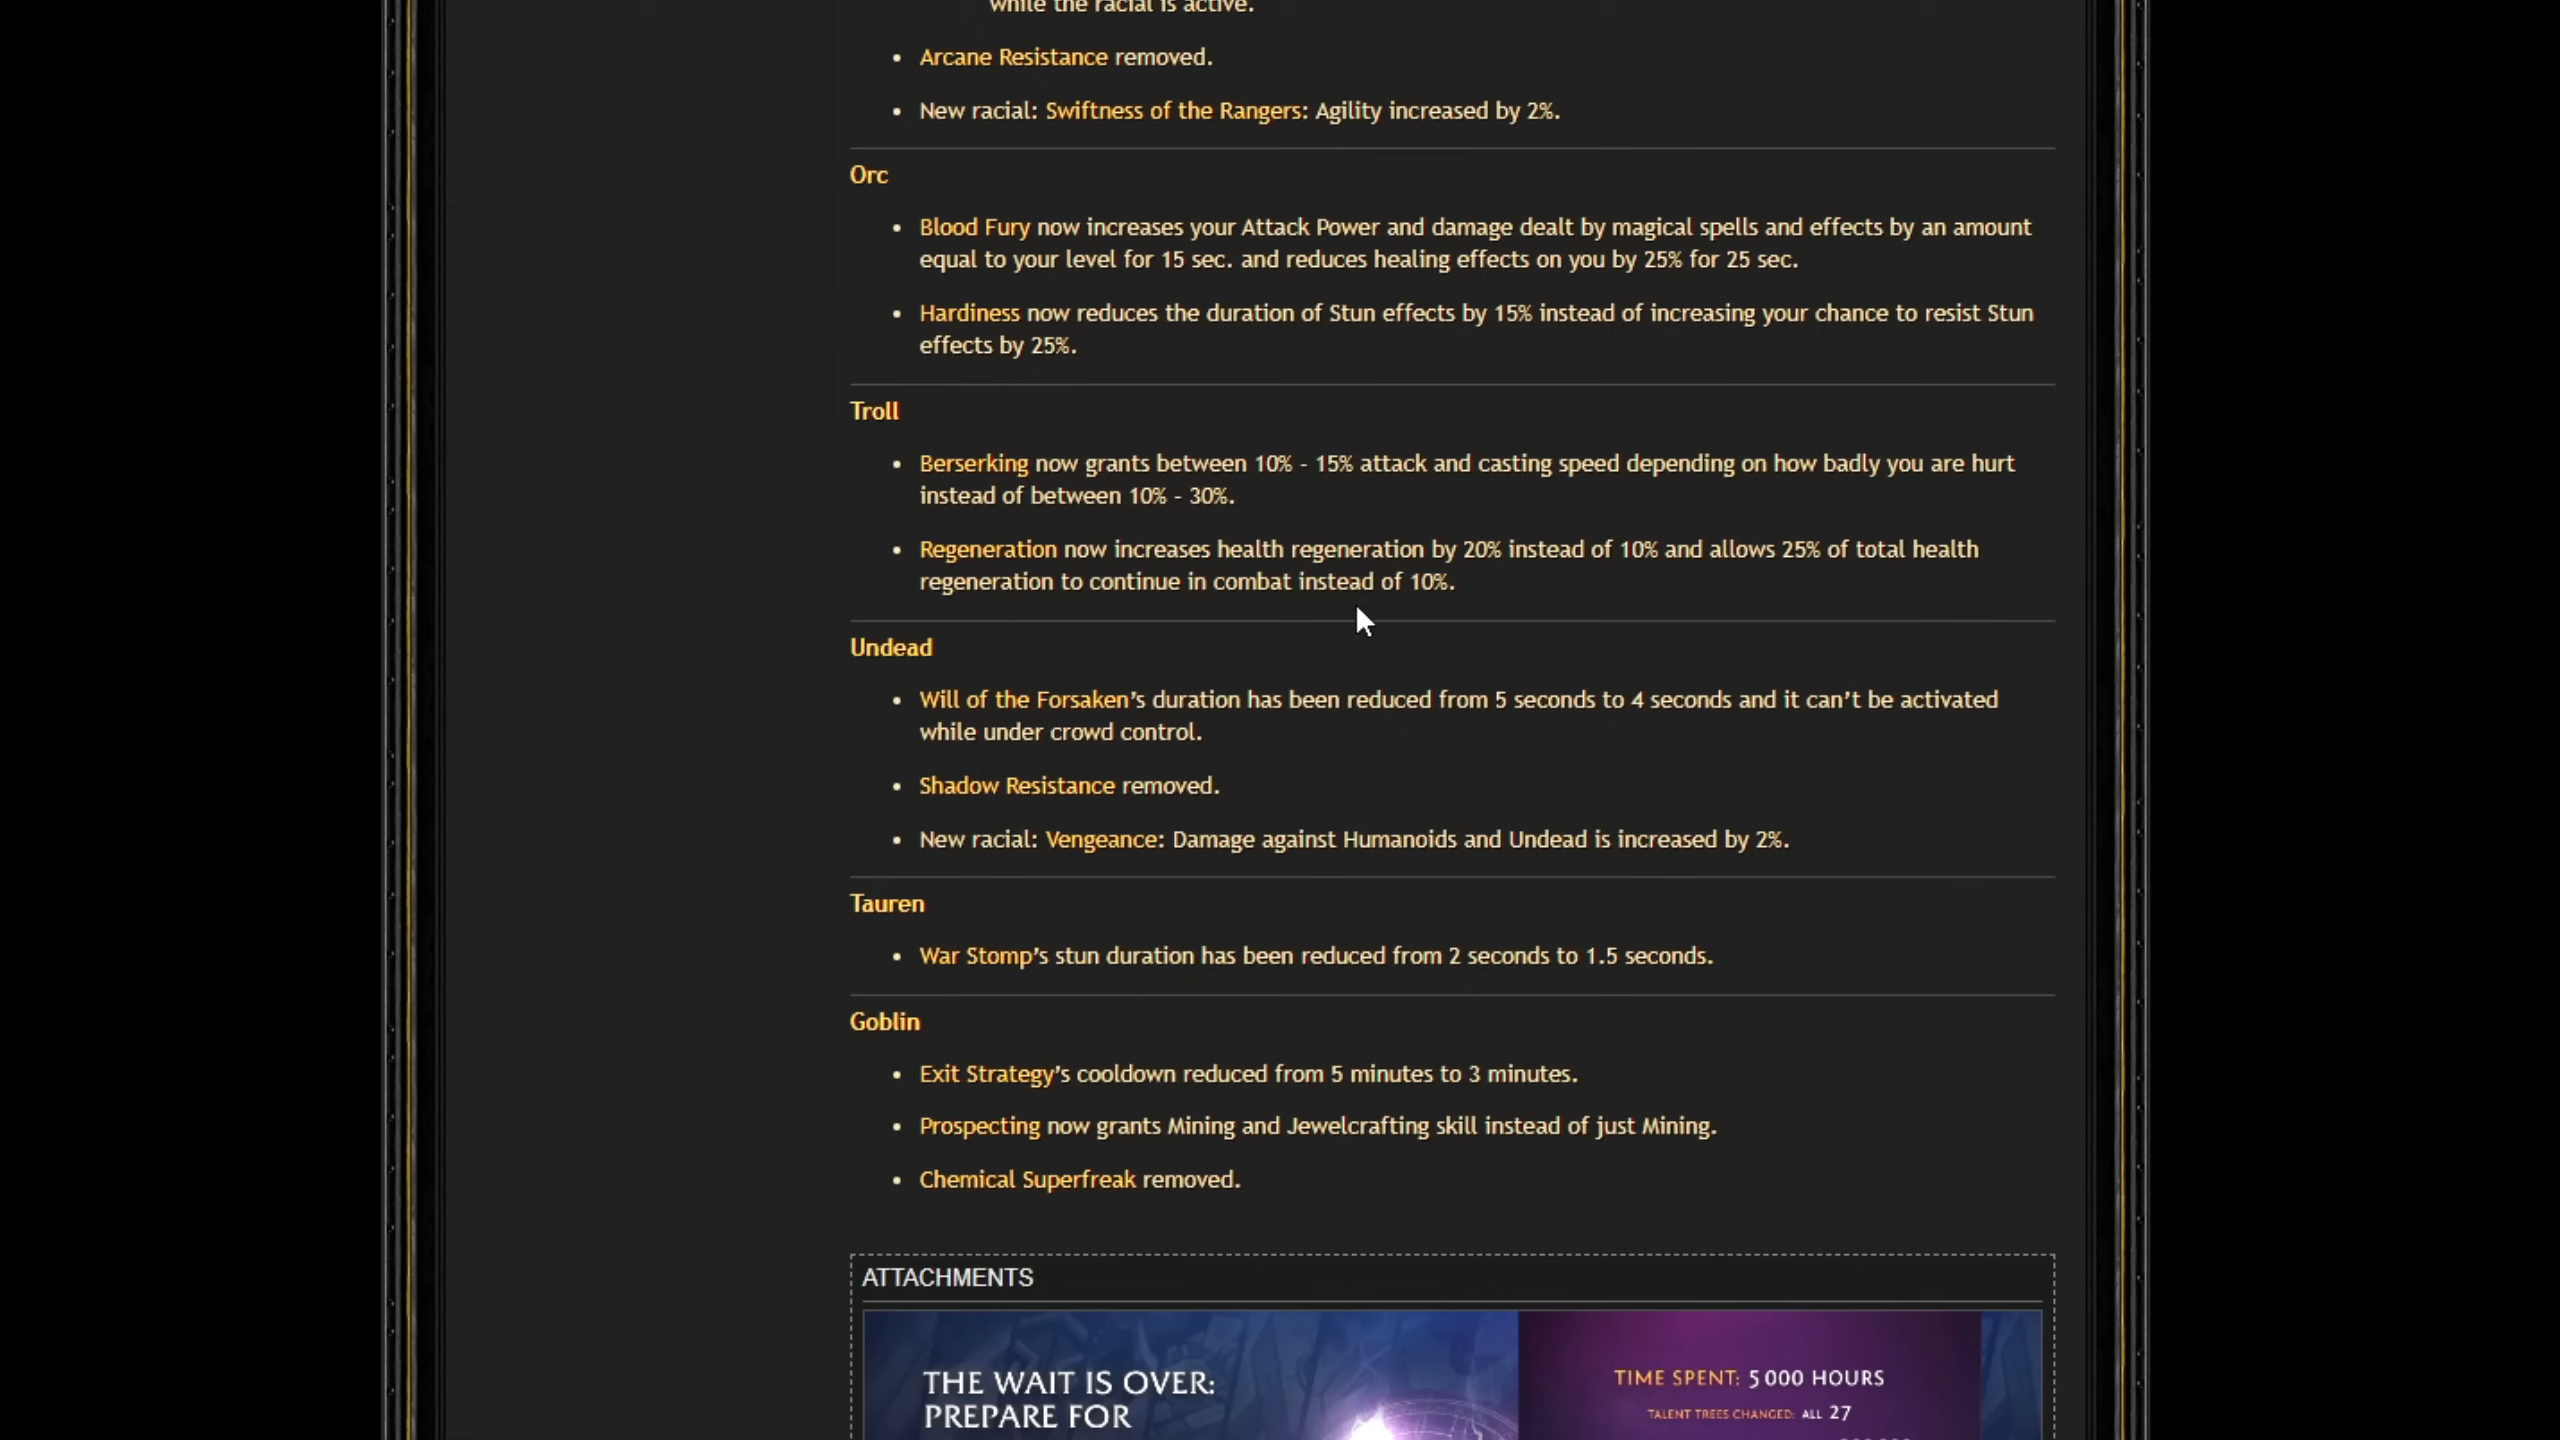 while the racial is active.
• Arcane Resistance removed.
• New racial: Swiftness of the Rangers: Agility increased by 2%.
Orc
• Blood Fury now increases your Attack Power and damage dealt by magical spells and effects by an amount
equal to your level for 15 sec. and reduces healing effects on you by 25% for 25 sec.
• Hardiness now reduces the duration of Stun effects by 15% instead of increasing your chance to resist Stun
effects by 25%.
Troll
• Berserking now grants between 10% - 15% attack and casting speed depending on how badly you are hurt
instead of between 10% - 30%.
• Regeneration now increases health regeneration by 20% instead of 10% and allows 25% of total health
regeneration to continue in combat instead of 10%.
Undead
• Will of the Forsaken’s duration has been reduced from 5 seconds to 4 seconds and it can’t be activated
while under crowd control.
• Shadow Resistance removed.
• New racial: Vengeance: Damage against Humanoids and Undead is increased by 2%.
Tauren
• War Stomp’s stun duration has been reduced from 2 seconds to 1.5 seconds.
Goblin
• Exit Strategy’s cooldown reduced from 5 minutes to 3 minutes.
• Prospecting now grants Mining and Jewelcrafting skill instead of just Mining.
• Chemical Superfreak removed.
ATTACHMENTS
THE WAIT IS OVER:
PREPARE FOR
TIME SPENT: 5 000 HOURS
TALENT TREES CHANGED: ALL 27